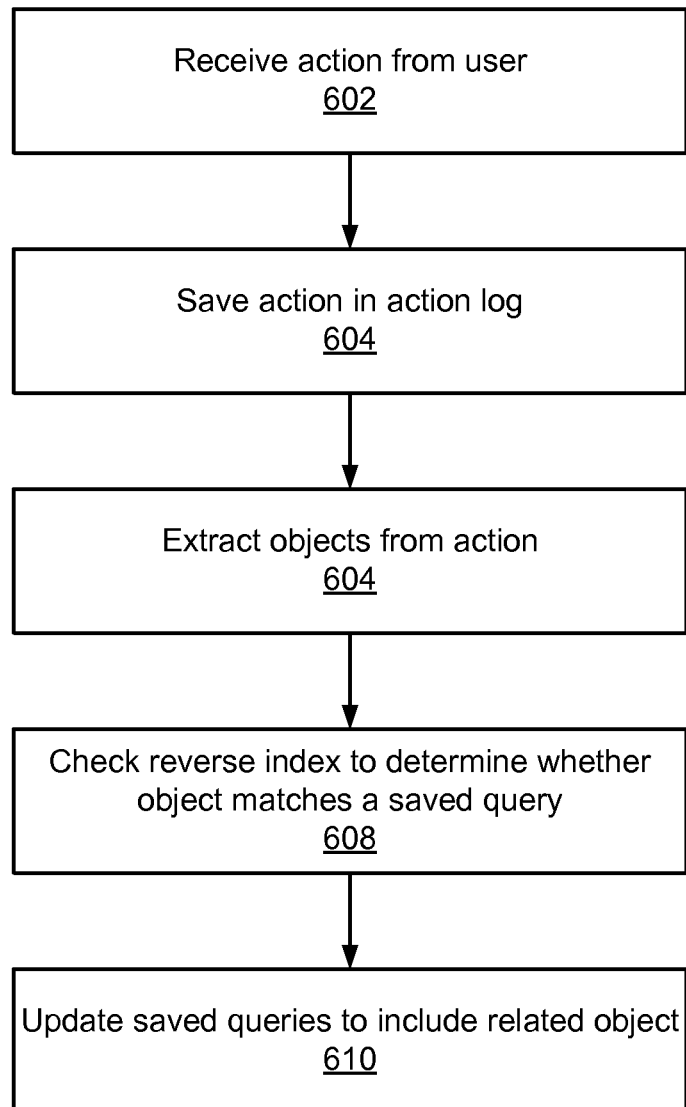 Receive action from user
602
Save action in action log
604
Extract objects from action
604
Check reverse index to determine whether
object matches a saved query
608
Update saved queries to include related object
610